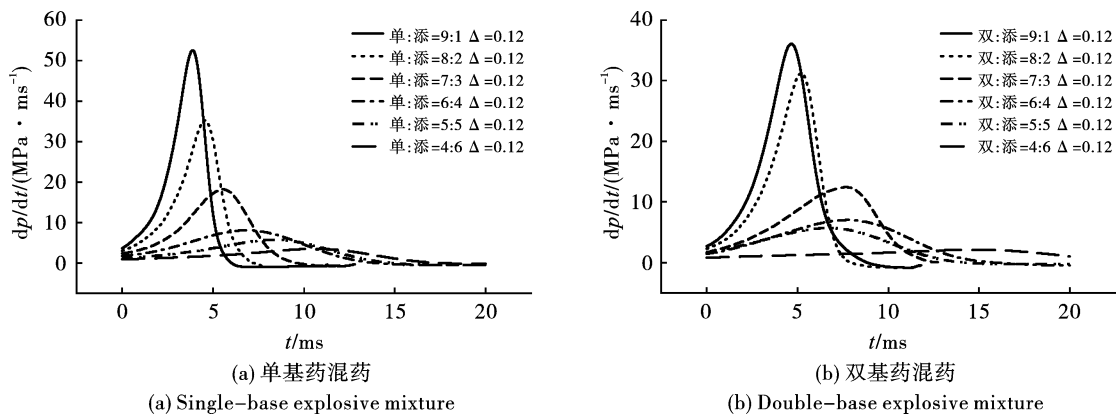 60
50
40
30
20
10
0
dp/dt/(MPa·ms⁻¹)
单:添=9:1 Δ=0.12
单:添=8:2 Δ=0.12
单:添=7:3 Δ=0.12
单:添=6:4 Δ=0.12
单:添=5:5 Δ=0.12
单:添=4:6 Δ=0.12
0 5 10 15 20
t/ms
(a) 单基药混药
(a) Single-base explosive mixture
40
30
20
10
0
dp/dt/(MPa·ms⁻¹)
双:添=9:1 Δ=0.12
双:添=8:2 Δ=0.12
双:添=7:3 Δ=0.12
双:添=6:4 Δ=0.12
双:添=5:5 Δ=0.12
双:添=4:6 Δ=0.12
0 5 10 15 20
t/ms
(b) 双基药混药
(b) Double-base explosive mixture